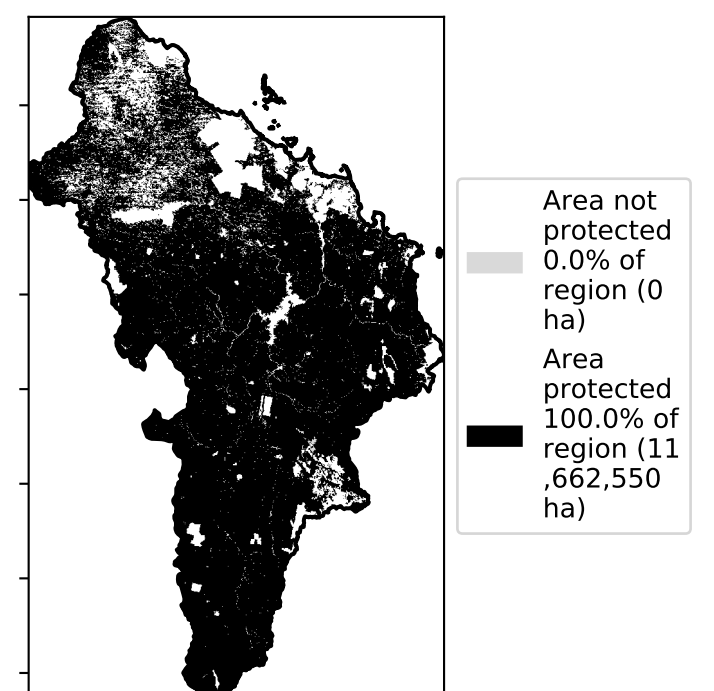 Area not
protected
0.0% of
region (0
ha)
Area
protected
100.0% of
region (11
,662,550
ha)